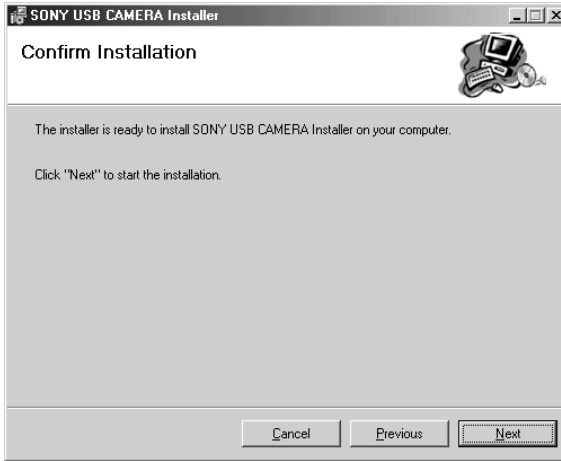 SONY USB CAMERA Installer
Confirm Installation
The installer is ready to install SONY USB CAMERA Installer on your computer.
Click "Next" to start the installation.
Cancel Previous Next